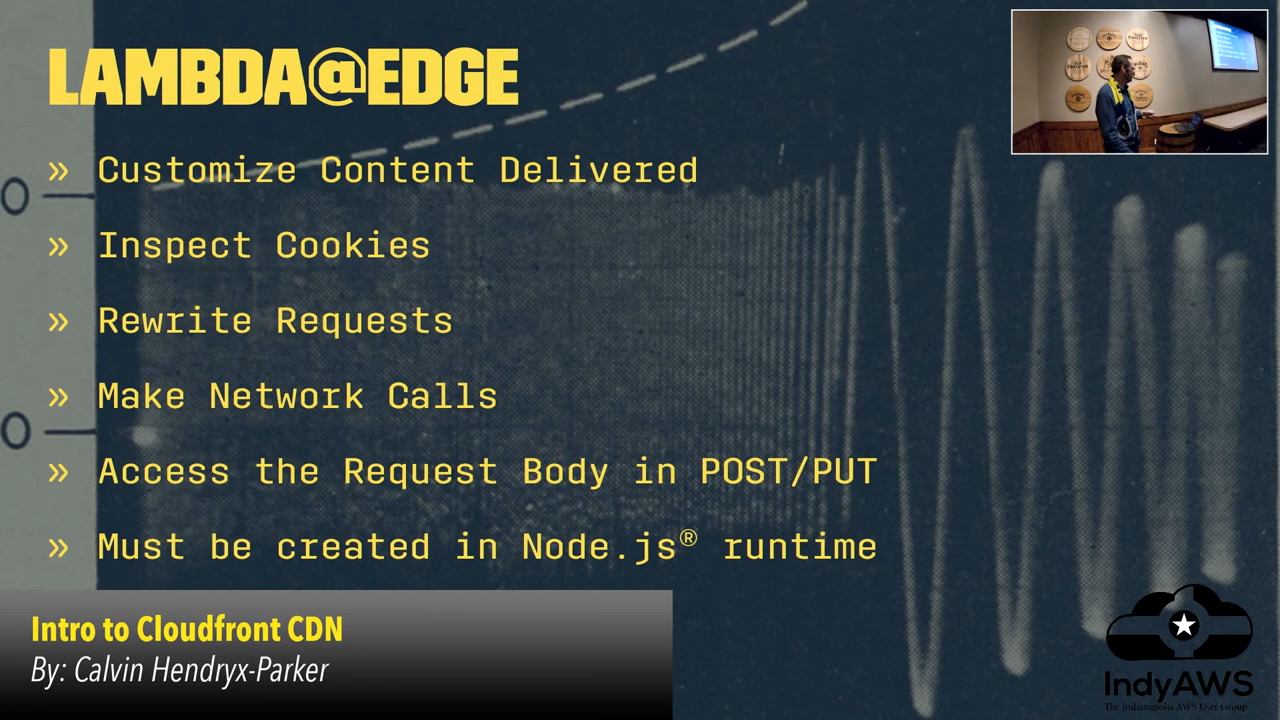 LAMBDA@EDGE
» Customize Content Delivered
» Inspect Cookies
» Rewrite Requests
» Make Network Calls
» Access the Request Body in POST/PUT
» Must be created in Node.js® runtime
Intro to Cloudfront CDN
By: Calvin Hendryx-Parker
IndyAWS
The Indianapolis AWS User Group